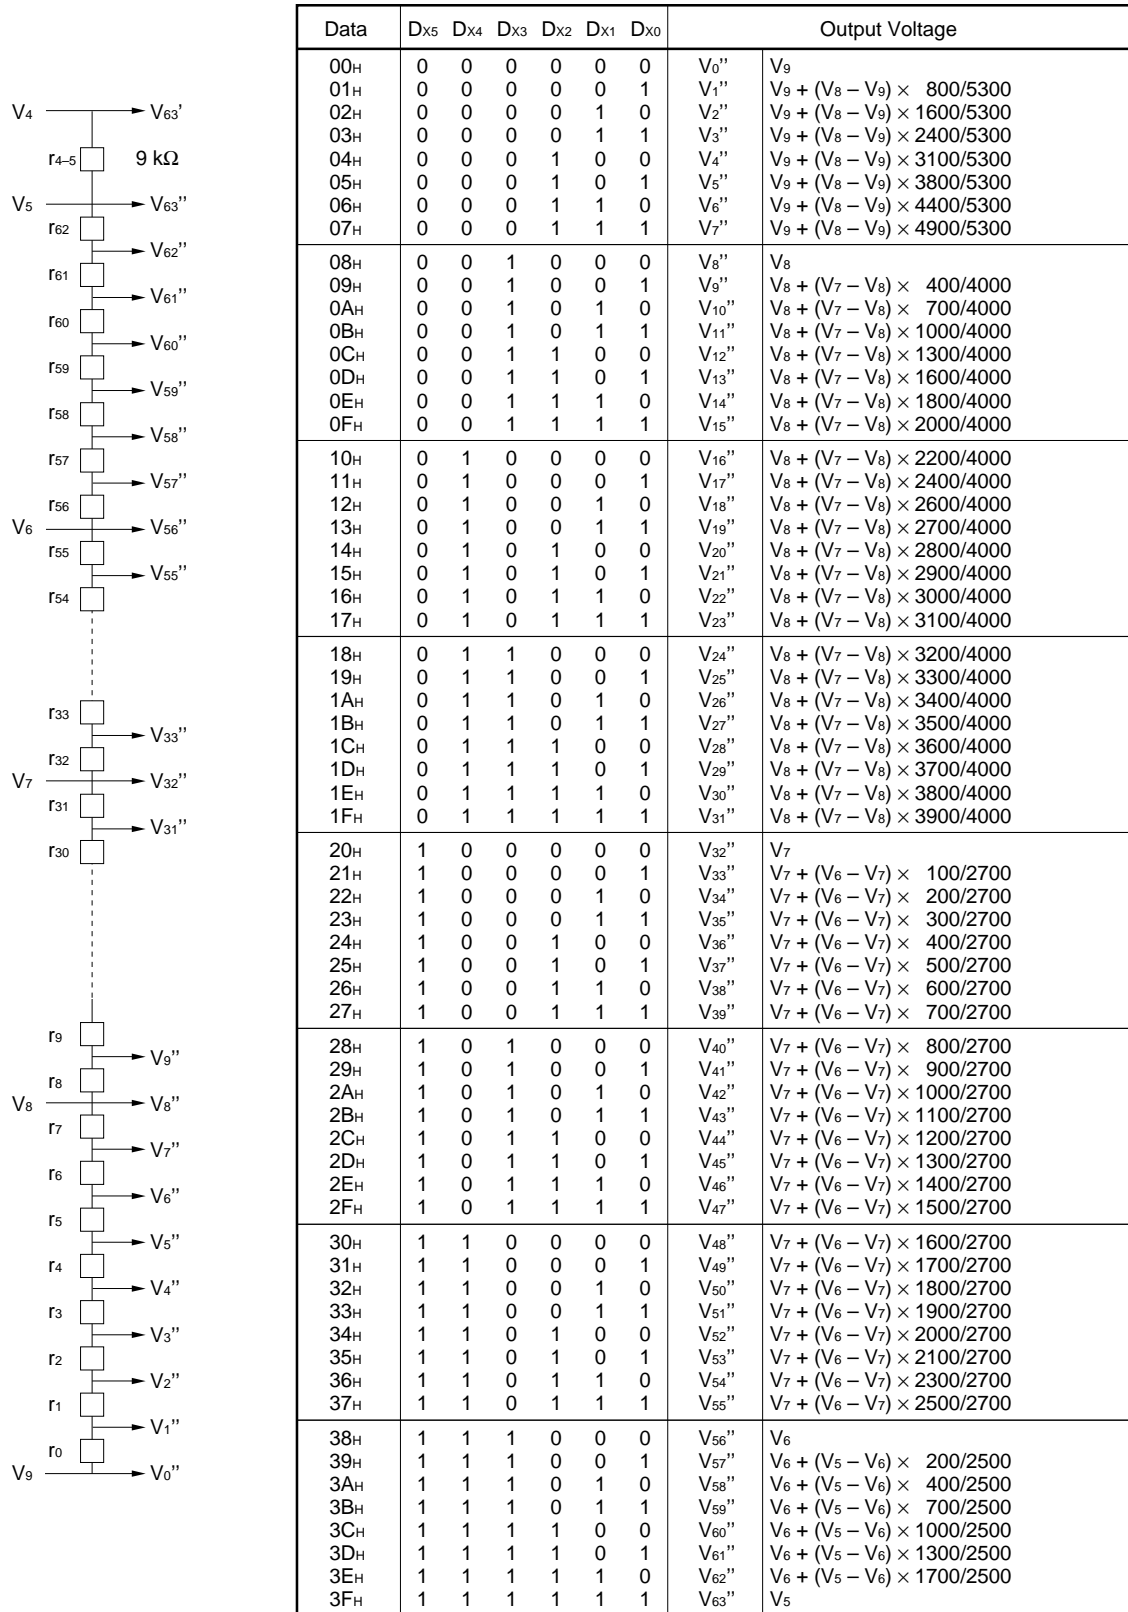 V4 V63'
r4–5 9 kΩ
V5 V63''
r62
V62''
r61
V61''
r60
V60''
r59
V59''
r58
V58''
r57
V57''
r56
V6 V56''
r55
V55''
r54
r33
V33''
r32
V7 V32''
r31
V31''
r30
r9
V9''
r8
V8 V8''
r7
V7''
r6
V6''
r5
V5''
r4
V4''
r3
V3''
r2
V2''
r1
V1''
r0
V9 V0''
Data DX5 DX4 DX3 DX2 DX1 DX0 Output Voltage
00H 0 0 0 0 0 0 V0'' V9
01H 0 0 0 0 0 1 V1'' V9 + (V8 – V9) × 800/5300
02H 0 0 0 0 1 0 V2'' V9 + (V8 – V9) × 1600/5300
03H 0 0 0 0 1 1 V3'' V9 + (V8 – V9) × 2400/5300
04H 0 0 0 1 0 0 V4'' V9 + (V8 – V9) × 3100/5300
05H 0 0 0 1 0 1 V5'' V9 + (V8 – V9) × 3800/5300
06H 0 0 0 1 1 0 V6'' V9 + (V8 – V9) × 4400/5300
07H 0 0 0 1 1 1 V7'' V9 + (V8 – V9) × 4900/5300
08H 0 0 1 0 0 0 V8'' V8
09H 0 0 1 0 0 1 V9'' V8 + (V7 – V8) × 400/4000
0AH 0 0 1 0 1 0 V10'' V8 + (V7 – V8) × 700/4000
0BH 0 0 1 0 1 1 V11'' V8 + (V7 – V8) × 1000/4000
0CH 0 0 1 1 0 0 V12'' V8 + (V7 – V8) × 1300/4000
0DH 0 0 1 1 0 1 V13'' V8 + (V7 – V8) × 1600/4000
0EH 0 0 1 1 1 0 V14'' V8 + (V7 – V8) × 1800/4000
0FH 0 0 1 1 1 1 V15'' V8 + (V7 – V8) × 2000/4000
10H 0 1 0 0 0 0 V16'' V8 + (V7 – V8) × 2200/4000
11H 0 1 0 0 0 1 V17'' V8 + (V7 – V8) × 2400/4000
12H 0 1 0 0 1 0 V18'' V8 + (V7 – V8) × 2600/4000
13H 0 1 0 0 1 1 V19'' V8 + (V7 – V8) × 2700/4000
14H 0 1 0 1 0 0 V20'' V8 + (V7 – V8) × 2800/4000
15H 0 1 0 1 0 1 V21'' V8 + (V7 – V8) × 2900/4000
16H 0 1 0 1 1 0 V22'' V8 + (V7 – V8) × 3000/4000
17H 0 1 0 1 1 1 V23'' V8 + (V7 – V8) × 3100/4000
18H 0 1 1 0 0 0 V24'' V8 + (V7 – V8) × 3200/4000
19H 0 1 1 0 0 1 V25'' V8 + (V7 – V8) × 3300/4000
1AH 0 1 1 0 1 0 V26'' V8 + (V7 – V8) × 3400/4000
1BH 0 1 1 0 1 1 V27'' V8 + (V7 – V8) × 3500/4000
1CH 0 1 1 1 0 0 V28'' V8 + (V7 – V8) × 3600/4000
1DH 0 1 1 1 0 1 V29'' V8 + (V7 – V8) × 3700/4000
1EH 0 1 1 1 1 0 V30'' V8 + (V7 – V8) × 3800/4000
1FH 0 1 1 1 1 1 V31'' V8 + (V7 – V8) × 3900/4000
20H 1 0 0 0 0 0 V32'' V7
21H 1 0 0 0 0 1 V33'' V7 + (V6 – V7) × 100/2700
22H 1 0 0 0 1 0 V34'' V7 + (V6 – V7) × 200/2700
23H 1 0 0 0 1 1 V35'' V7 + (V6 – V7) × 300/2700
24H 1 0 0 1 0 0 V36'' V7 + (V6 – V7) × 400/2700
25H 1 0 0 1 0 1 V37'' V7 + (V6 – V7) × 500/2700
26H 1 0 0 1 1 0 V38'' V7 + (V6 – V7) × 600/2700
27H 1 0 0 1 1 1 V39'' V7 + (V6 – V7) × 700/2700
28H 1 0 1 0 0 0 V40'' V7 + (V6 – V7) × 800/2700
29H 1 0 1 0 0 1 V41'' V7 + (V6 – V7) × 900/2700
2AH 1 0 1 0 1 0 V42'' V7 + (V6 – V7) × 1000/2700
2BH 1 0 1 0 1 1 V43'' V7 + (V6 – V7) × 1100/2700
2CH 1 0 1 1 0 0 V44'' V7 + (V6 – V7) × 1200/2700
2DH 1 0 1 1 0 1 V45'' V7 + (V6 – V7) × 1300/2700
2EH 1 0 1 1 1 0 V46'' V7 + (V6 – V7) × 1400/2700
2FH 1 0 1 1 1 1 V47'' V7 + (V6 – V7) × 1500/2700
30H 1 1 0 0 0 0 V48'' V7 + (V6 – V7) × 1600/2700
31H 1 1 0 0 0 1 V49'' V7 + (V6 – V7) × 1700/2700
32H 1 1 0 0 1 0 V50'' V7 + (V6 – V7) × 1800/2700
33H 1 1 0 0 1 1 V51'' V7 + (V6 – V7) × 1900/2700
34H 1 1 0 1 0 0 V52'' V7 + (V6 – V7) × 2000/2700
35H 1 1 0 1 0 1 V53'' V7 + (V6 – V7) × 2100/2700
36H 1 1 0 1 1 0 V54'' V7 + (V6 – V7) × 2300/2700
37H 1 1 0 1 1 1 V55'' V7 + (V6 – V7) × 2500/2700
38H 1 1 1 0 0 0 V56'' V6
39H 1 1 1 0 0 1 V57'' V6 + (V5 – V6) × 200/2500
3AH 1 1 1 0 1 0 V58'' V6 + (V5 – V6) × 400/2500
3BH 1 1 1 0 1 1 V59'' V6 + (V5 – V6) × 700/2500
3CH 1 1 1 1 0 0 V60'' V6 + (V5 – V6) × 1000/2500
3DH 1 1 1 1 0 1 V61'' V6 + (V5 – V6) × 1300/2500
3EH 1 1 1 1 1 0 V62'' V6 + (V5 – V6) × 1700/2500
3FH 1 1 1 1 1 1 V63'' V5